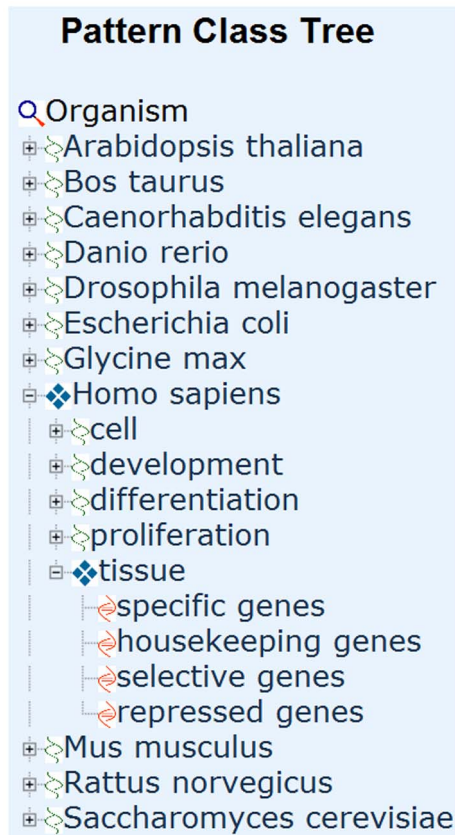 Pattern Class Tree
Organism
Arabidopsis thaliana
Bos taurus
Caenorhabditis elegans
Danio rerio
Drosophila melanogaster
Escherichia coli
Glycine max
Homo sapiens
cell
development
differentiation
proliferation
tissue
specific genes
housekeeping genes
selective genes
repressed genes
Mus musculus
Rattus norvegicus
Saccharomyces cerevisiae